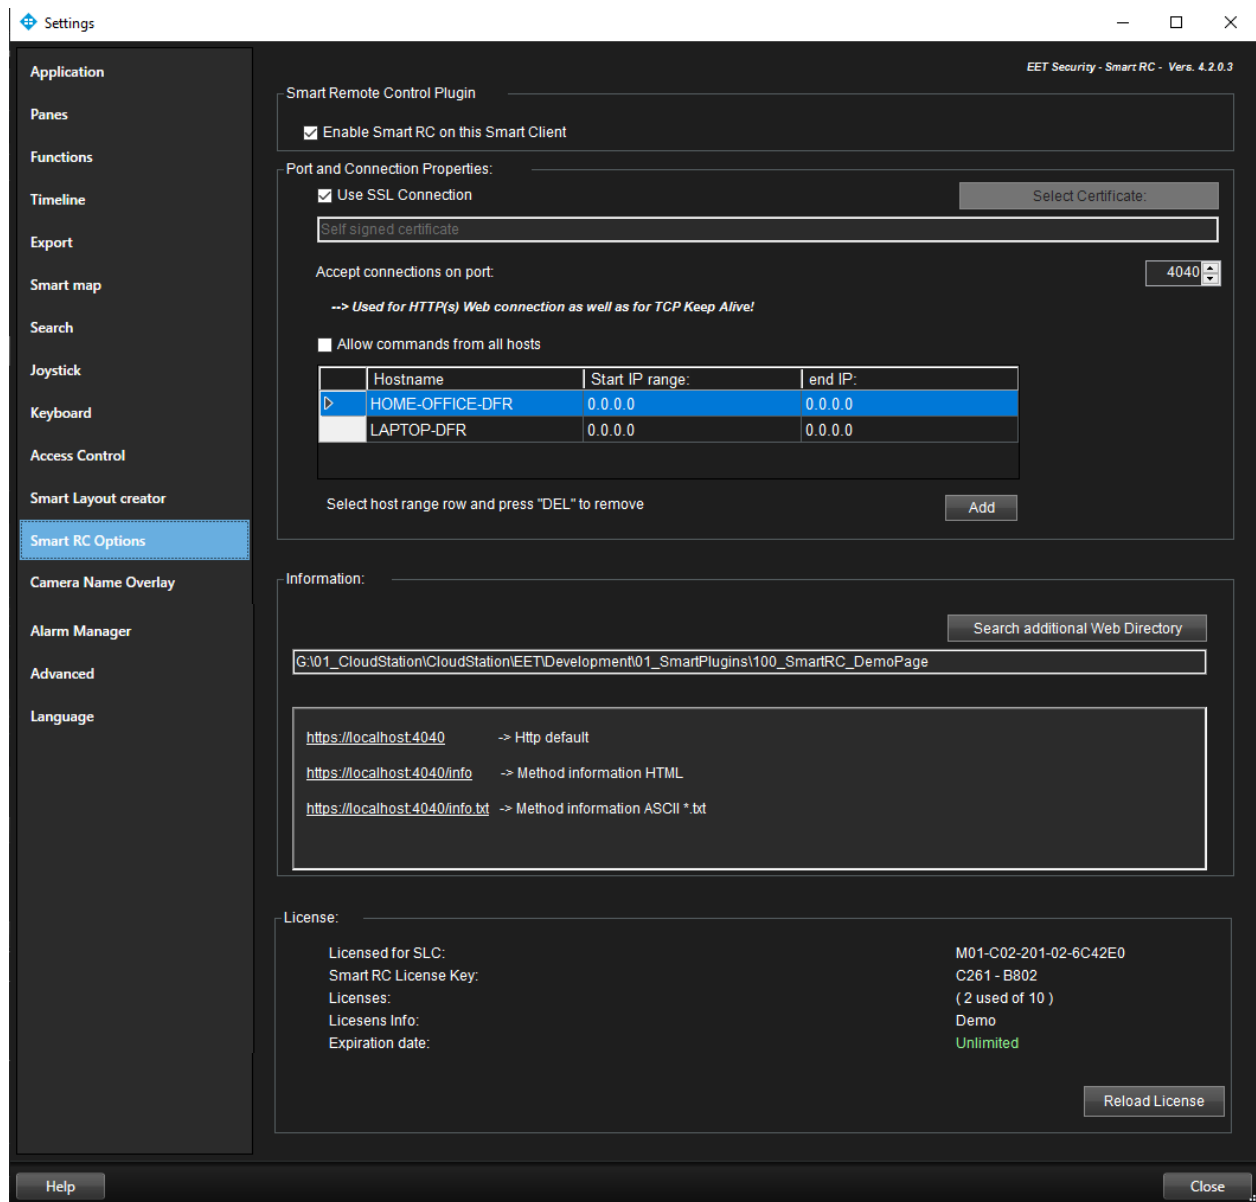 Settings
Application
Panes
Functions
Timeline
Export
Smart map
Search
Joystick
Keyboard
Access Control
Smart Layout creator
Smart RC Options
Camera Name Overlay
Alarm Manager
Advanced
Language
EET Security - Smart RC - Vers. 4.2.0.3
Smart Remote Control Plugin
Enable Smart RC on this Smart Client
Port and Connection Properties:
Use SSL Connection
Select Certificate:
Self signed certificate
Accept connections on port:
4040
--> Used for HTTP(s) Web connection as well as for TCP Keep Alive!
Allow commands from all hosts
Hostname Start IP range: end IP:
HOME-OFFICE-DFR 0.0.0.0 0.0.0.0
LAPTOP-DFR 0.0.0.0 0.0.0.0
Select host range row and press "DEL" to remove
Add
Information:
Search additional Web Directory
G:\01_CloudStation\CloudStation\EET\Development\01_SmartPlugins\100_SmartRC_DemoPage
https://localhost:4040 -> Http default
https://localhost:4040/info -> Method information HTML
https://localhost:4040/info.txt -> Method information ASCII *.txt
License:
Licensed for SLC: M01-C02-201-02-6C42E0
Smart RC License Key: C261 - B802
Licenses: ( 2 used of 10 )
Licesens Info: Demo
Expiration date: Unlimited
Reload License
Help
Close